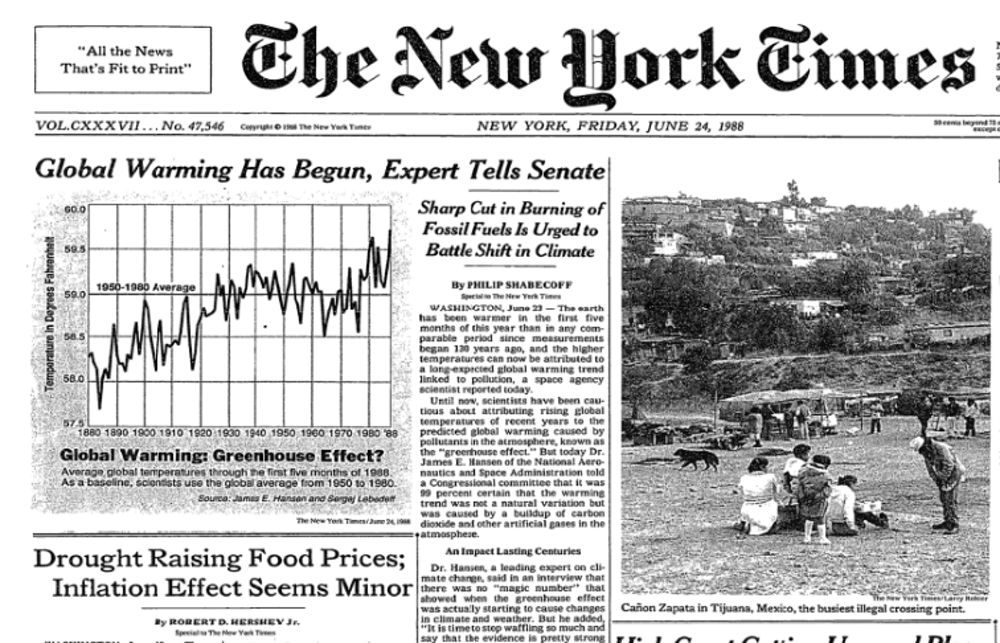 "All the News
That's Fit to Print"
The New York Times
VOL.CXXXVII... No. 47,546
Copyright © 1988 The New York Times
NEW YORK, FRIDAY, JUNE 24, 1988
50 cents beyond 75
except
Global Warming Has Begun, Expert Tells Senate
60.0
59.5
59.0
58.5
58.0
57.5
Temperature in Degrees Fahrenheit
1950-1980 Average
1880 1890 1900 1910 1920 1930 1940 1950 1960 1970 1980 '88
Global Warming: Greenhouse Effect?
Average global temperatures through the first five months of 1988.
As a baseline, scientists use the global average from 1950 to 1980.
Source: James E. Hansen and Sergej Lebedeff
The New York Times/June 24, 1988
Sharp Cut in Burning of
Fossil Fuels Is Urged to
Battle Shift in Climate
By PHILIP SHABECOFF
Special to The New York Times
WASHINGTON, June 23 — The earth
has been warmer in the first five
months of this year than in any com-
parable period since measurements
began 130 years ago, and the higher
temperatures can now be attributed to
a long-expected global warming trend
linked to pollution, a space agency
scientist reported today.
Until now, scientists have been cau-
tious about attributing rising global
temperatures of recent years to the
predicted global warming caused by
pollutants in the atmosphere, known as
the "greenhouse effect." But today Dr.
James E. Hansen of the National Aero-
nautics and Space Administration told
a Congressional committee that it was
99 percent certain that the warming
trend was not a natural variation but
was caused by a buildup of carbon
dioxide and other artificial gases in the
atmosphere.
An Impact Lasting Centuries
Dr. Hansen, a leading expert on cli-
mate change, said in an interview that
there was no "magic number" that
showed when the greenhouse effect
was actually starting to cause changes
in climate and weather. But he added,
"It is time to stop waffling so much and
say that the evidence is pretty strong
Drought Raising Food Prices;
Inflation Effect Seems Minor
By ROBERT D. HERSHEY Jr.
Special to The New York Times
The New York Times/Larry
Cañon Zapata in Tijuana, Mexico, the busiest illegal crossing point.